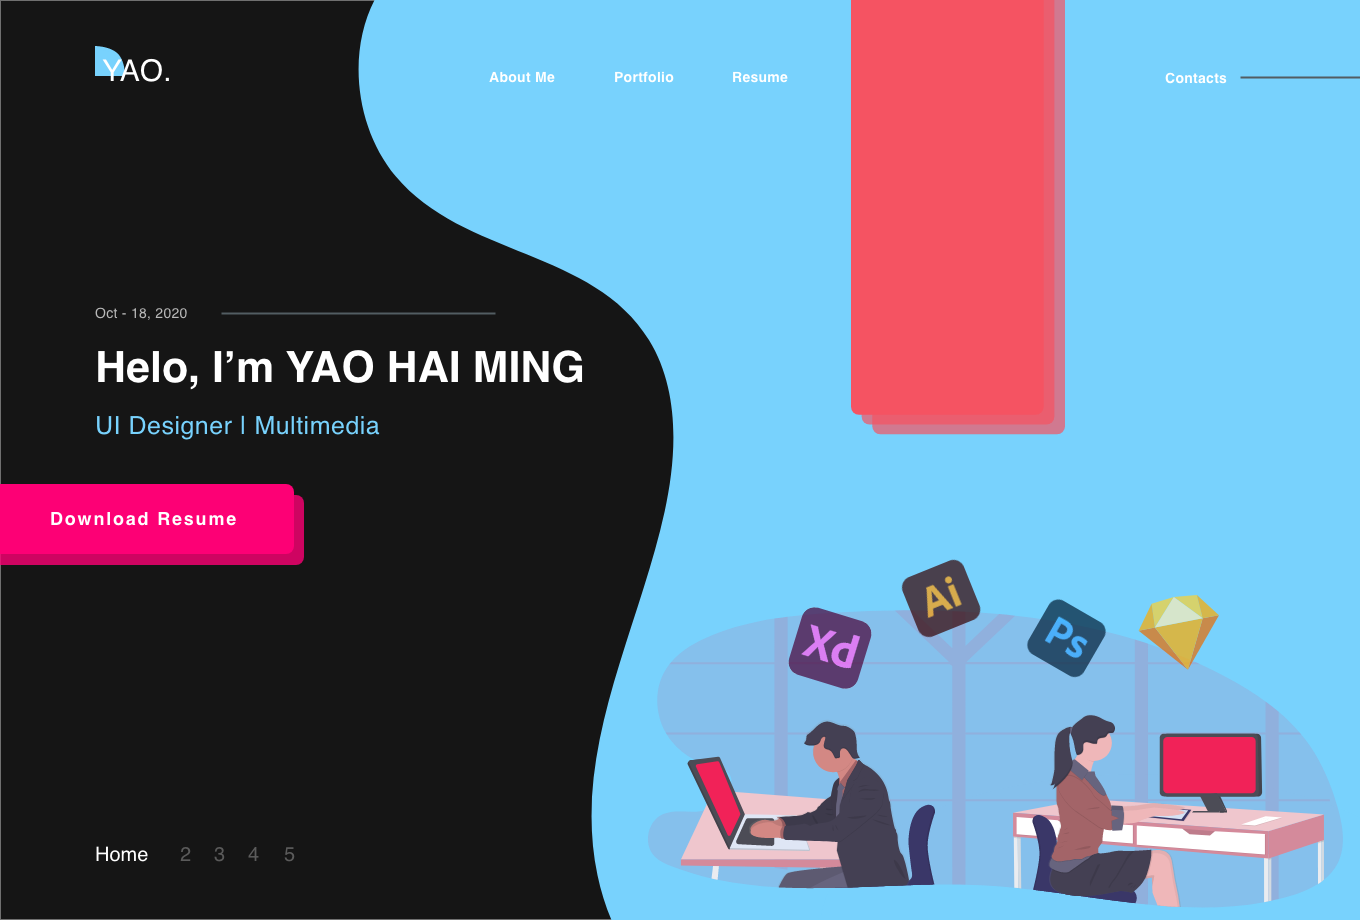 YAO.
About Me Portfolio Resume Contacts
Oct - 18, 2020
Helo, I’m YAO HAI MING
UI Designer | Multimedia
Download Resume
Xd
Ai
Ps
Home 2 3 4 5